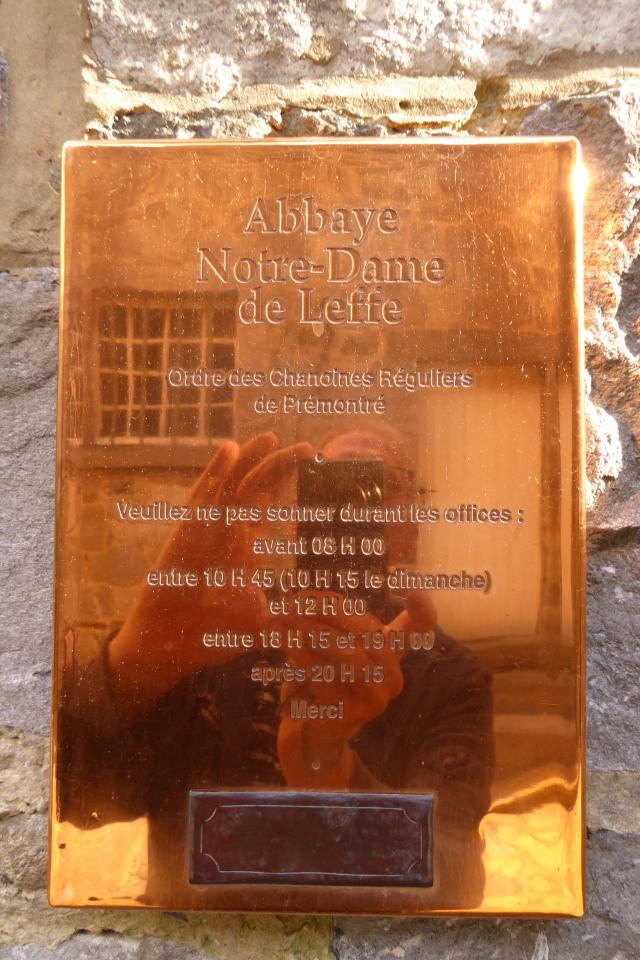 Abbaye
Notre-Dame
de Leffe
Ordre des Chanoines Réguliers
de Prémontré
Veuillez ne pas sonner durant les offices :
avant 08 H 00
entre 10 H 45 (10 H 15 le dimanche)
et 12 H 00
entre 18 H 15 et 19 H 00
après 20 H 15
Merci